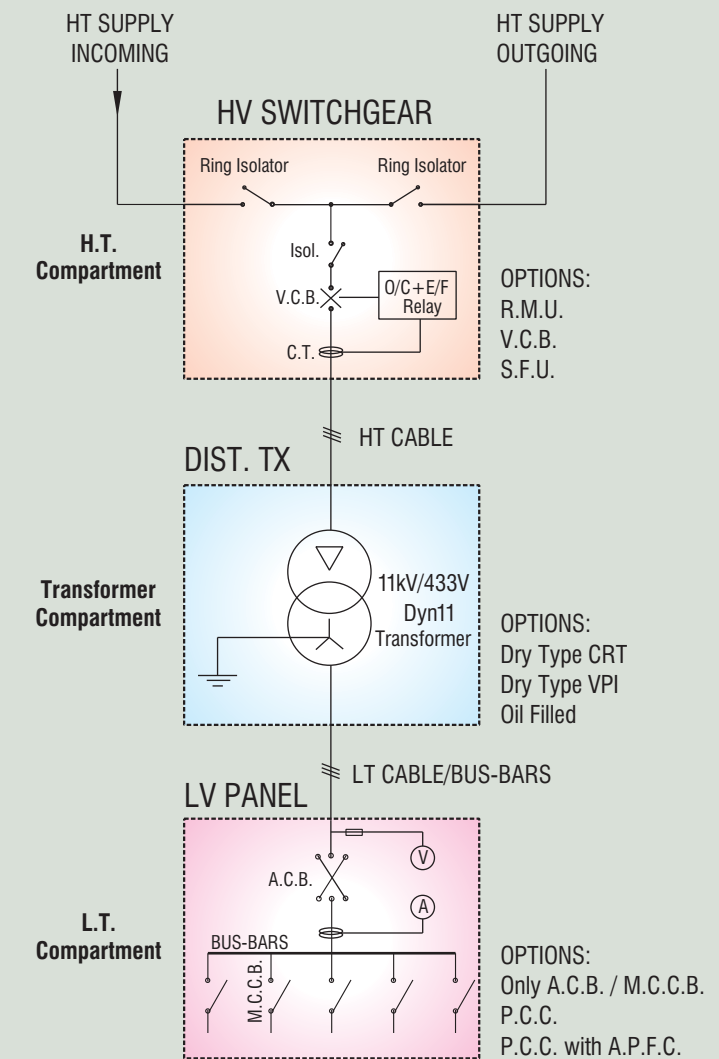 HT SUPPLY
INCOMING
HT SUPPLY
OUTGOING
HV SWITCHGEAR
Ring Isolator
Ring Isolator
H.T.
Compartment
Isol.
V.C.B.
O/C+E/F
Relay
C.T.
OPTIONS:
R.M.U.
V.C.B.
S.F.U.
HT CABLE
DIST. TX
Transformer
Compartment
11kV/433V
Dyn11
Transformer
OPTIONS:
Dry Type CRT
Dry Type VPI
Oil Filled
LT CABLE/BUS-BARS
LV PANEL
V
A.C.B.
A
L.T.
Compartment
BUS-BARS
M.C.C.B.
OPTIONS:
Only A.C.B. / M.C.C.B.
P.C.C.
P.C.C. with A.P.F.C.